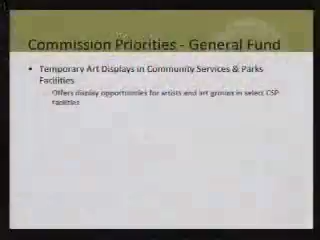 Commission Priorities - General Fund
• Temporary Art Displays in Community Services & Parks
Facilities
Offers display opportunities for artists and art groups in select CSP
Facilities